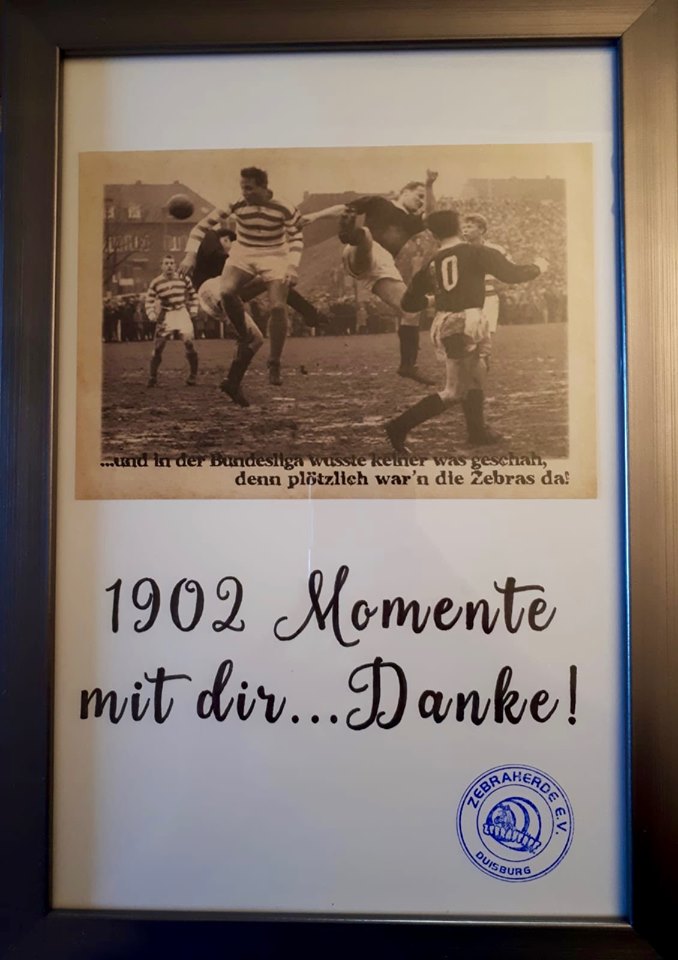 10
...und in der Bundesliga wusste keiner was geschah,
denn plötzlich war'n die Zebras da!
1902 Momente
mit dir...Danke!
ZEBRAHERDE E.V.
DUISBURG